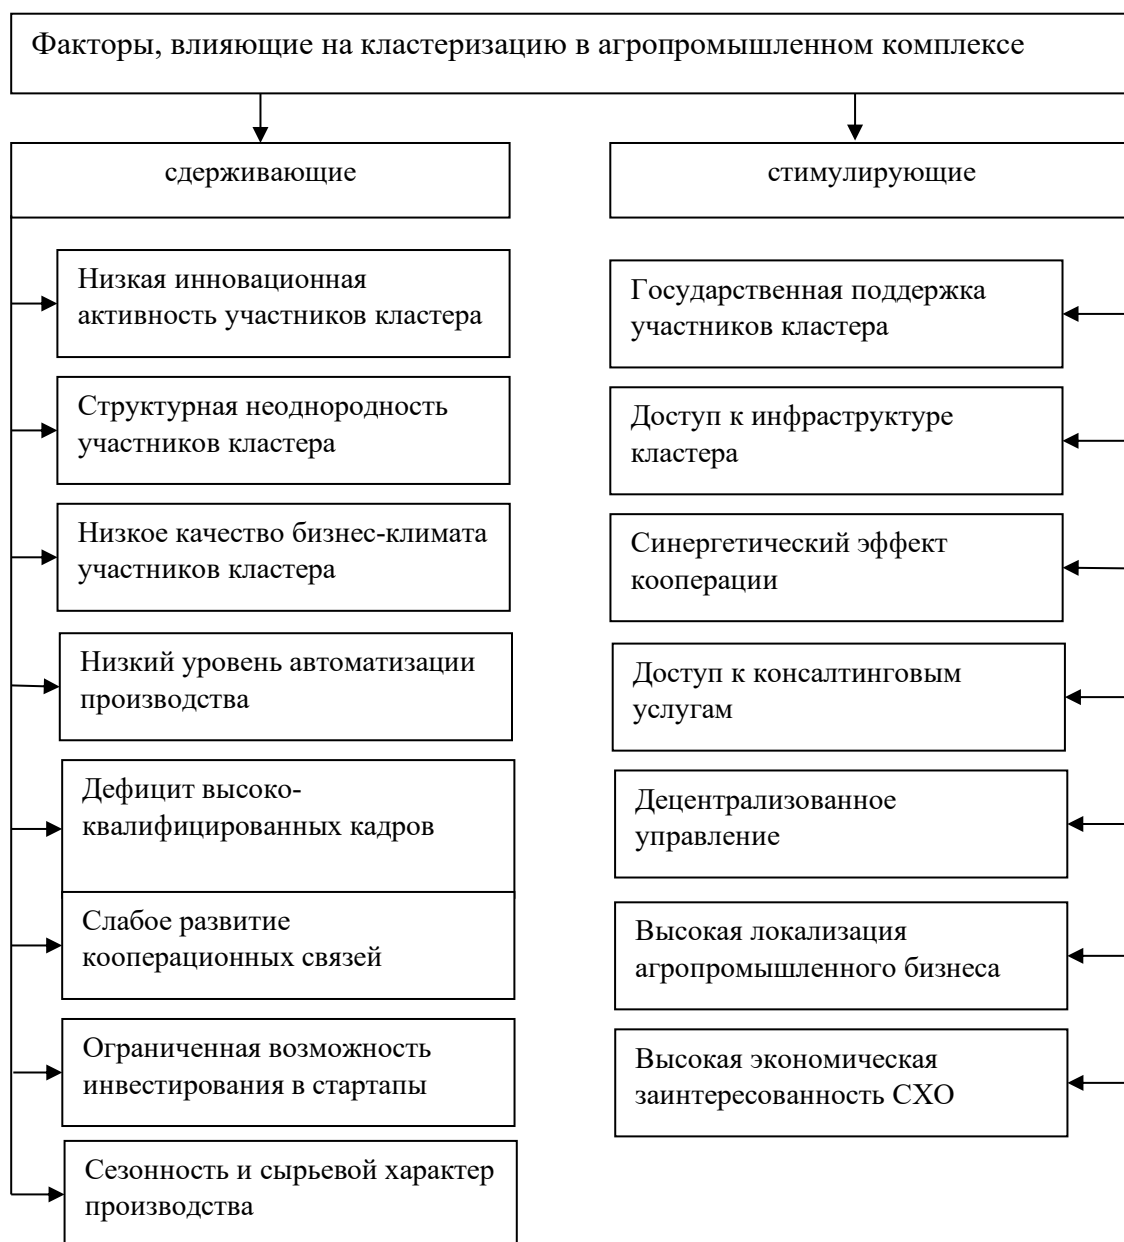 Факторы, влияющие на кластеризацию в агропромышленном комплексе
сдерживающие
Низкая инновационная
активность участников кластера
Структурная неоднородность
участников кластера
Низкое качество бизнес-климата
участников кластера
Низкий уровень автоматизации
производства
Дефицит высоко-
квалифицированных кадров
Слабое развитие
кооперационных связей
Ограниченная возможность
инвестирования в стартапы
Сезонность и сырьевой характер
производства
стимулирующие
Государственная поддержка
участников кластера
Доступ к инфраструктуре
кластера
Синергетический эффект
кооперации
Доступ к консалтинговым
услугам
Децентрализованное
управление
Высокая локализация
агропромышленного бизнеса
Высокая экономическая
заинтересованность СХО